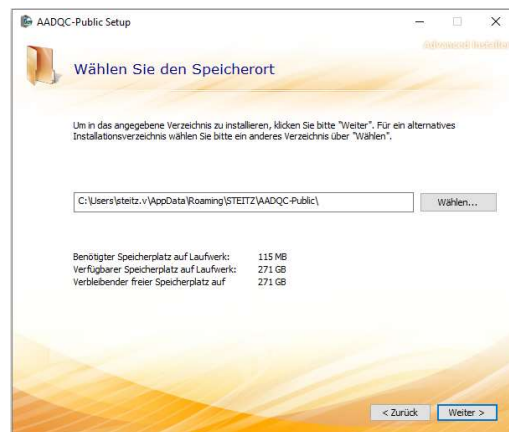 AADQC-Public Setup
Advanced Installer
Wählen Sie den Speicherort
Um in das angegebene Verzeichnis zu installieren, klicken Sie bitte "Weiter". Für ein alternatives
Installationsverzeichnis wählen Sie bitte ein anderes Verzeichnis über "Wählen".
C:\Users\steitz.v\AppData\Roaming\STEITZ\AADQC-Public\
Wählen...
Benötigter Speicherplatz auf Laufwerk: 115 MB
Verfügbarer Speicherplatz auf Laufwerk: 271 GB
Verbleibender freier Speicherplatz auf 271 GB
< Zurück Weiter >